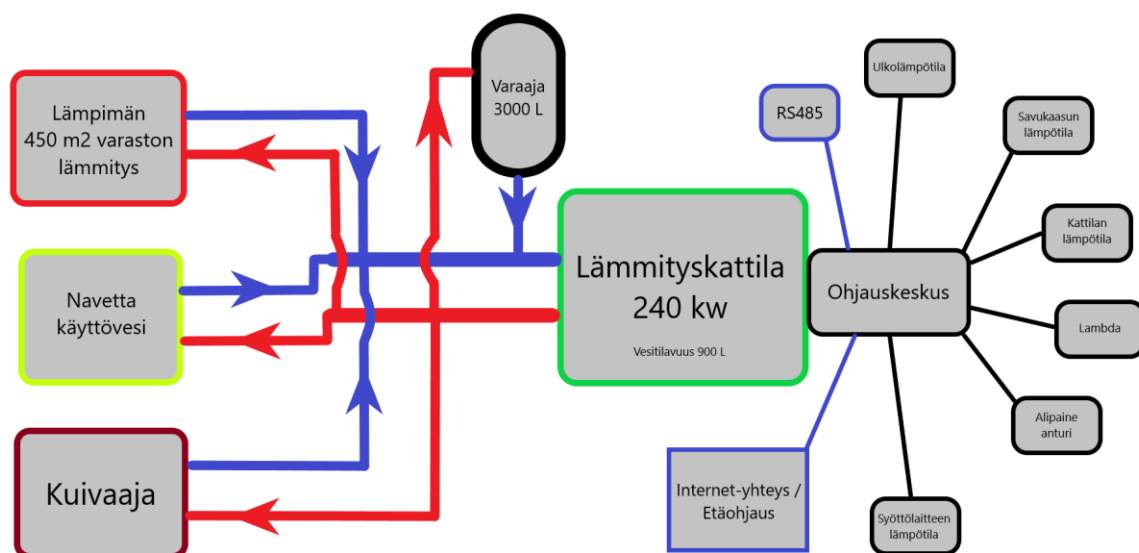 Lämpimän
450 m2 varaston
lämmitys
Navetta
käyttövesi
Kuivaaja
Varaaja
3000 L
Lämmityskattila
240 kw
Vesitilavuus 900 L
RS485
Ulkolämpötila
Savukaasun
lämpötila
Kattilan
lämpötila
Ohjauskeskus
Lambda
Alipaine
anturi
Internet-yhteys /
Etäohjaus
Syöttölaitteen
lämpötila